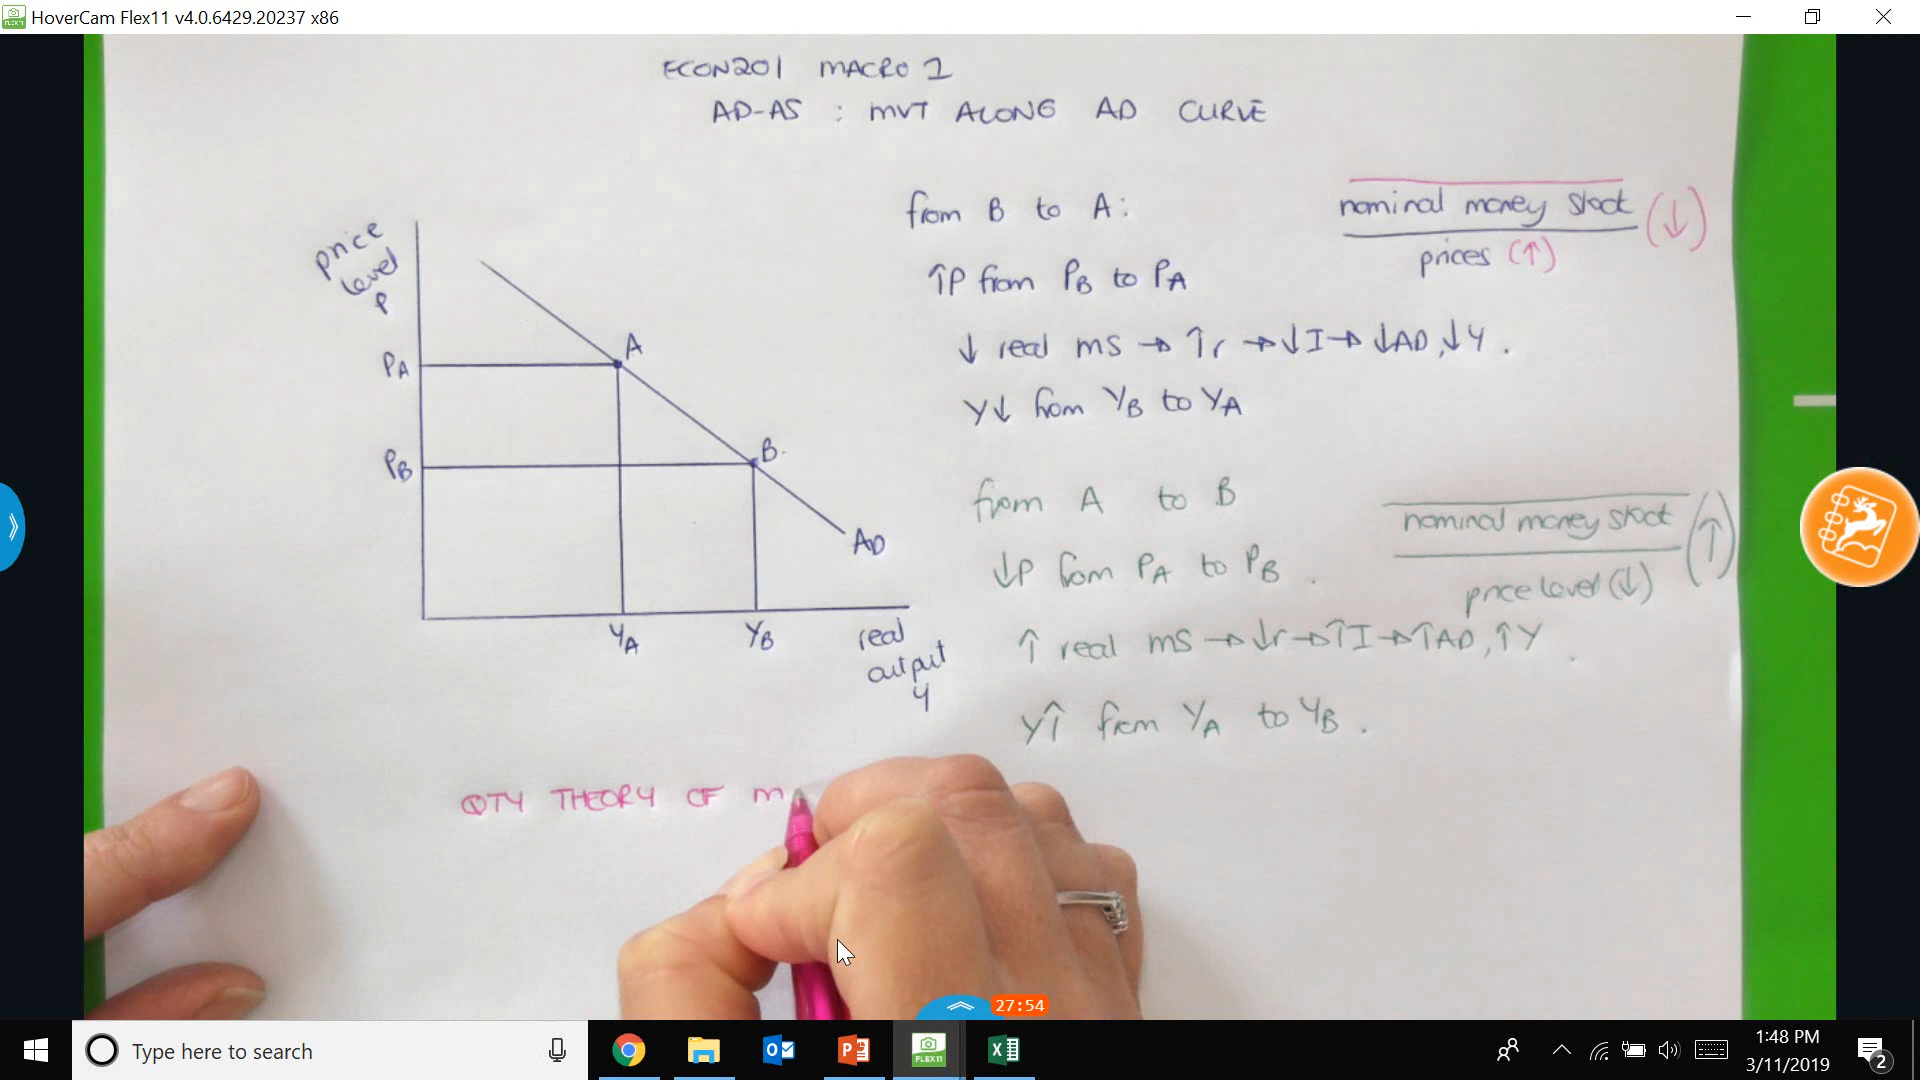 HoverCam Flex11 v4.0.6429.20237 x86
ECON201 MACRO 1
AD-AS : MVT ALONG AD CURVE
price level P
PA
PB
A
B.
AD
YA
YB
real output Y
from B to A:
↑P from PB to PA
↓ real ms → ↑r → ↓I → ↓AD, ↓Y.
Y↓ from YB to YA
nominal money stock (↓)
prices (↑)
from A to B
↓P from PA to PB.
↑ real ms → ↓r → ↑I → ↑AD, ↑Y.
Y↑ from YA to YB.
nominal money stock (↑)
price level (↓)
QTY THEORY OF M
27:54
Type here to search
FLEX11
1:48 PM
3/11/2019
2